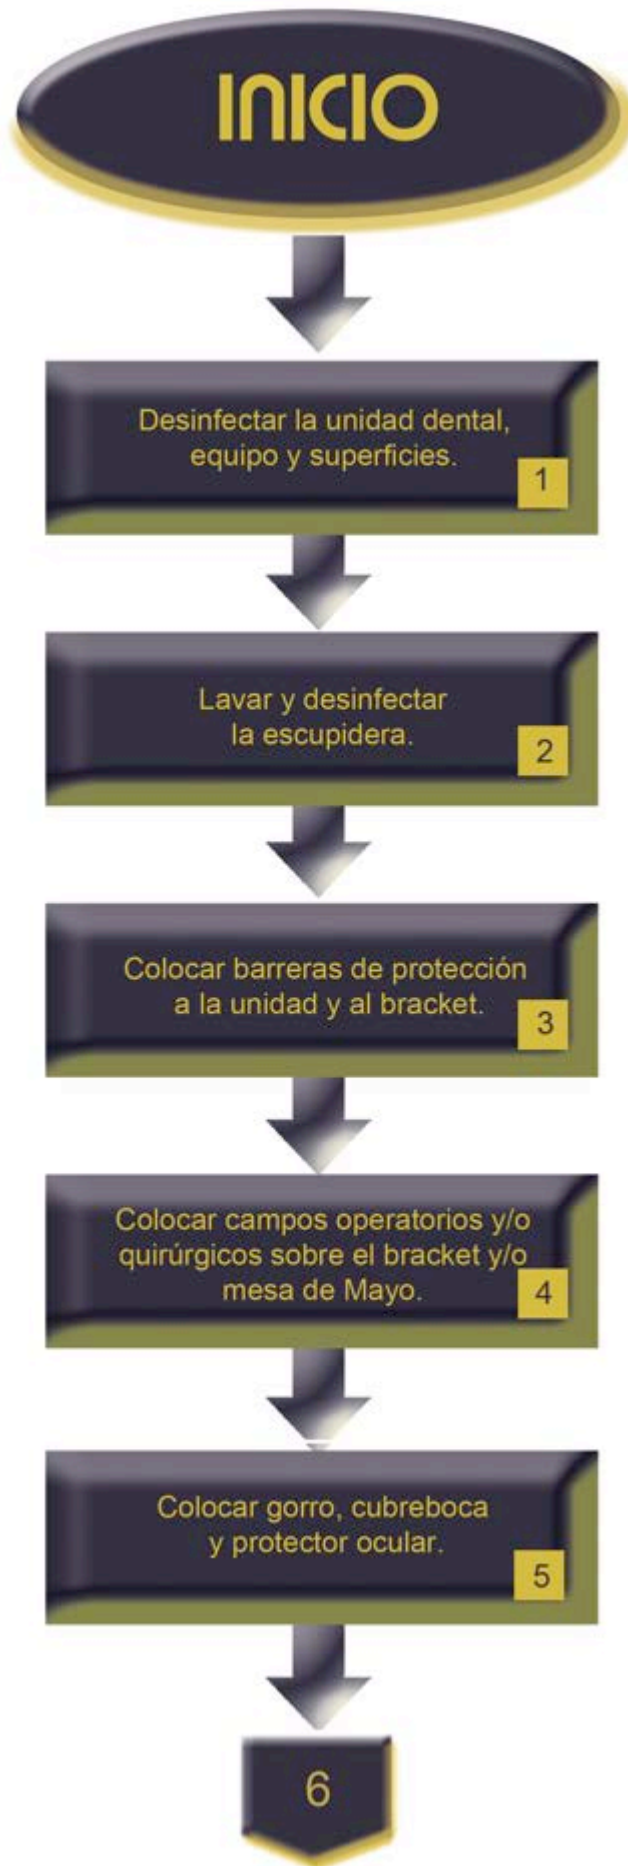 INICIO
Desinfectar la unidad dental,
equipo y superficies.
1
Lavar y desinfectar
la escupidera.
2
Colocar barreras de protección
a la unidad y al bracket.
3
Colocar campos operatorios y/o
quirúrgicos sobre el bracket y/o
mesa de Mayo.
4
Colocar gorro, cubreboca
y protector ocular.
5
6